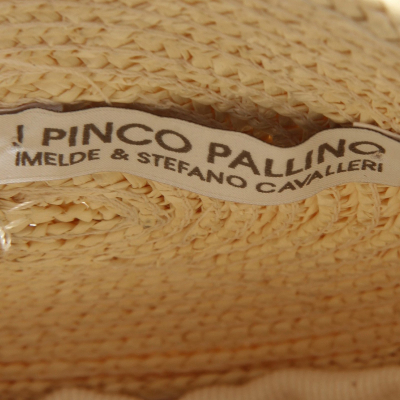 I PINCO PALLINO
IMELDE & STEFANO CAVALLERI